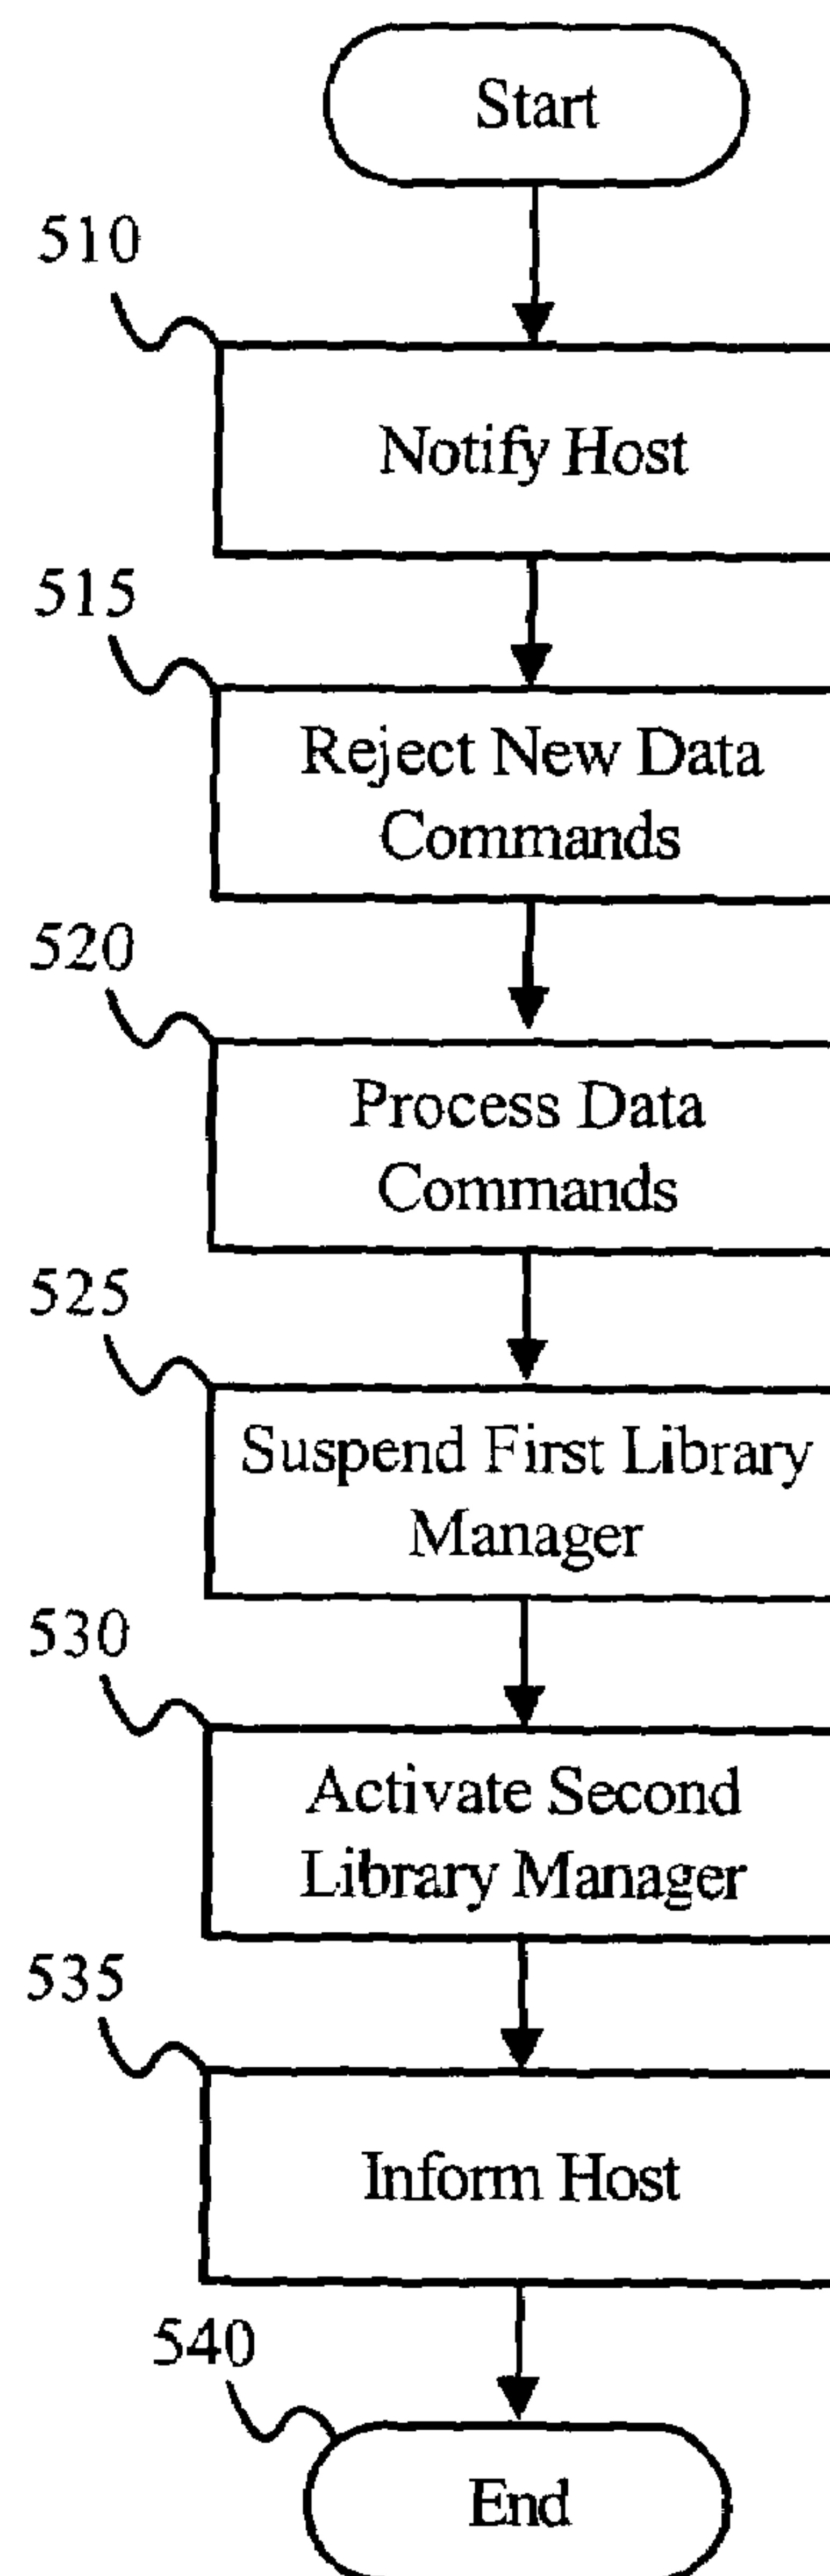 Start
510
Notify Host
515
Reject New Data
Commands
520
Process Data
Commands
525
Suspend First Library
Manager
530
Activate Second
Library Manager
535
Inform Host
540
End